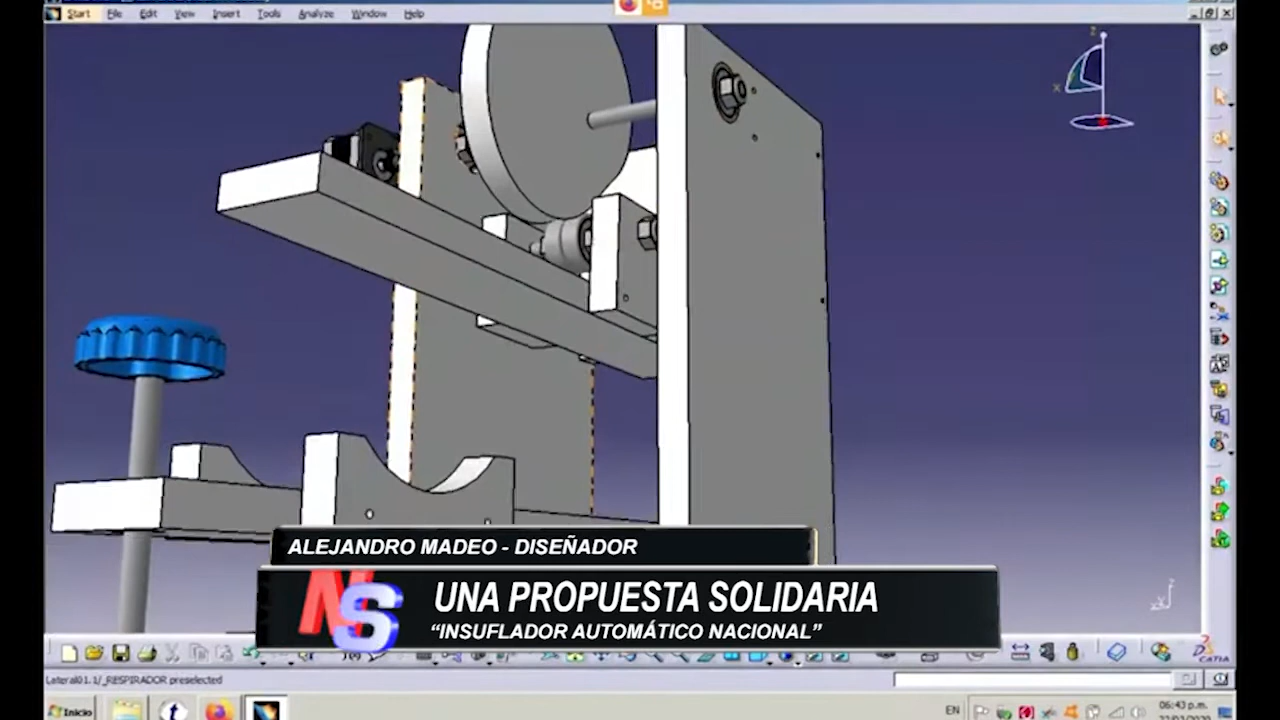 Start File Edit View Insert Tools Analyze Window Help
z
x
ALEJANDRO MADEO - DISEÑADOR
NS
UNA PROPUESTA SOLIDARIA
“INSUFLADOR AUTOMÁTICO NACIONAL”
CATIA
Lateral01.1/_RESPIRADOR preselected
Inicio
EN
06:43 p.m.